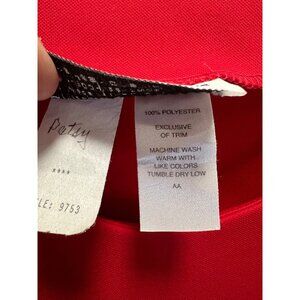 Patsy
****
LE: 9753
100% POLYESTER
EXCLUSIVE
OF TRIM
MACHINE WASH
WARM WITH
LIKE COLORS
TUMBLE DRY LOW
AA